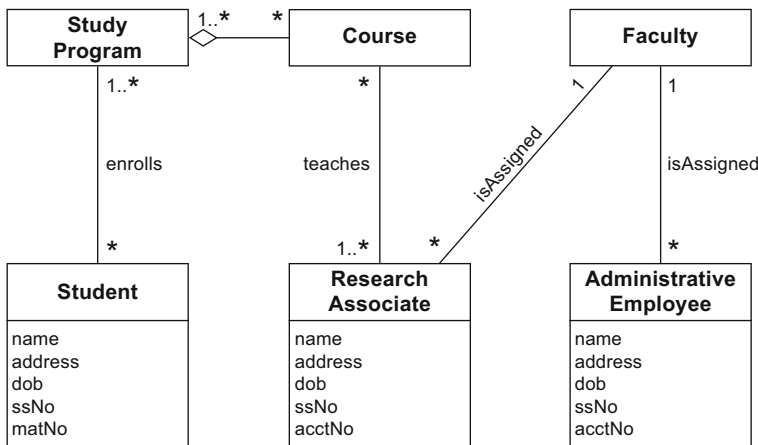 Study
Program
1..*
*
Course
Faculty
1..*
*
1
1
enrolls
teaches
isAssigned
isAssigned
*
1..*
*
*
Student
Research
Associate
Administrative
Employee
name
address
dob
ssNo
matNo
name
address
dob
ssNo
acctNo
name
address
dob
ssNo
acctNo